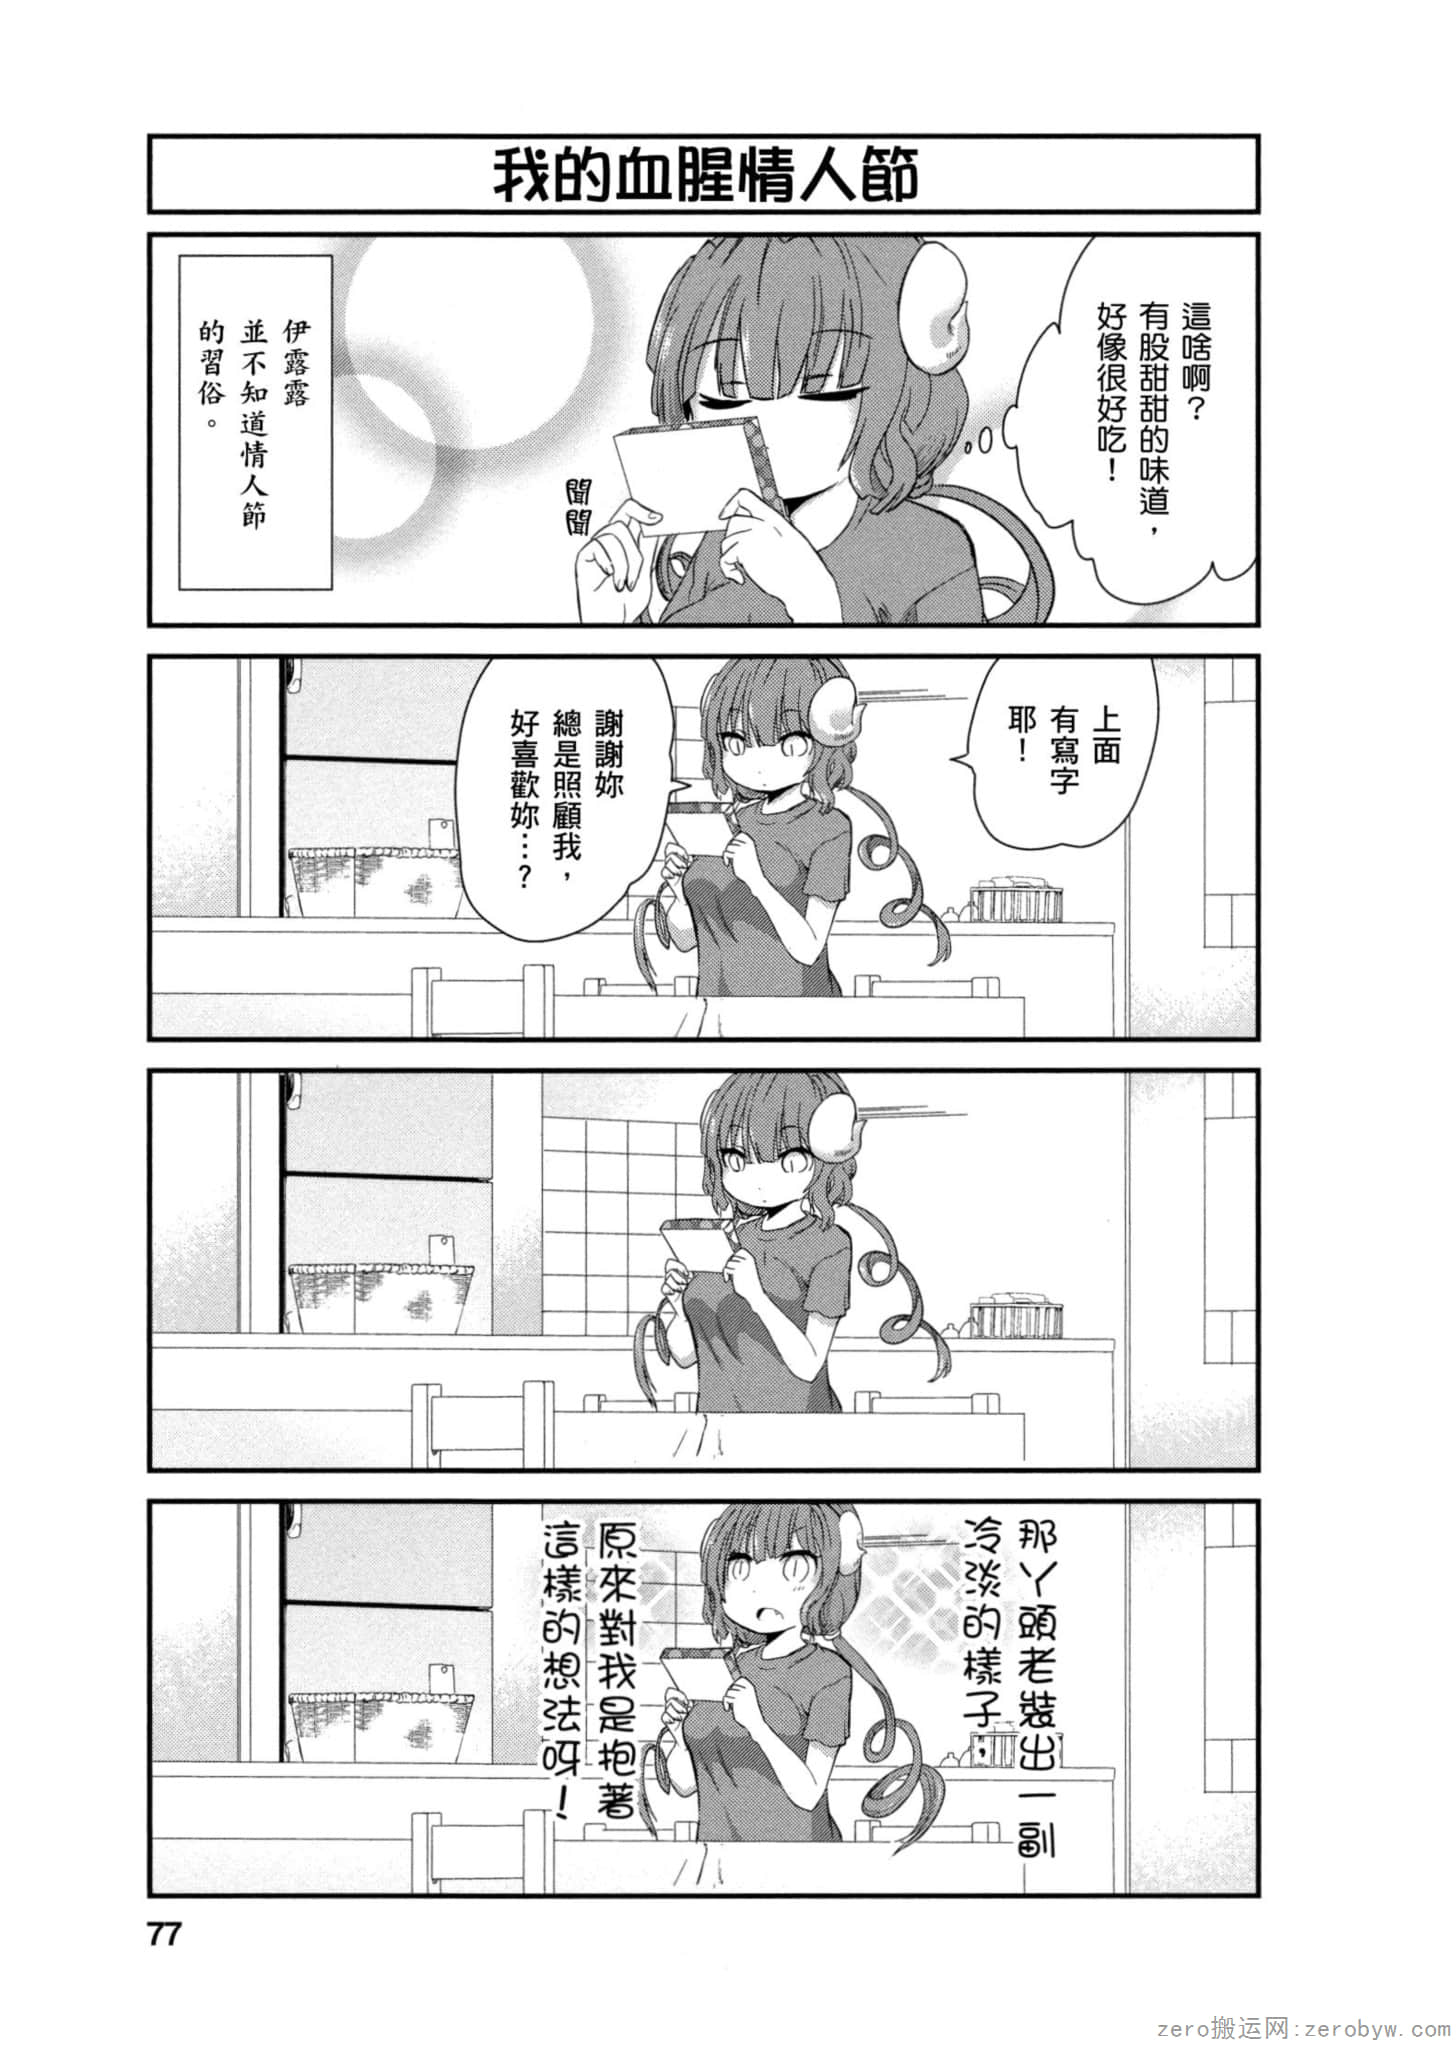 我的血腥情人節
這啥啊？
有股甜甜的味道，
好像很好吃！
聞聞
伊露露
並不知道情人節
的習俗。
上面
有寫字
耶！
謝謝妳
總是照顧我，
好喜歡妳…？
那丫頭老裝出一副
冷淡的樣子，
原來對我是抱著
這樣的想法呀！
77
zero搬运网:zerobyw.com